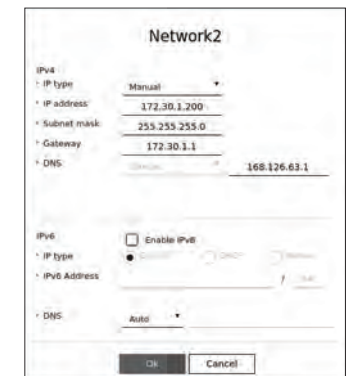 Network2
IPv4
IP type Manual
IP address 172.30.1.200
Subnet mask 255.255.255.0
Gateway 172.30.1.1
DNS 168.126.63.1
IPv6 Enable IPv6
IP type
IPv6 Address /
DNS Auto
Ok Cancel